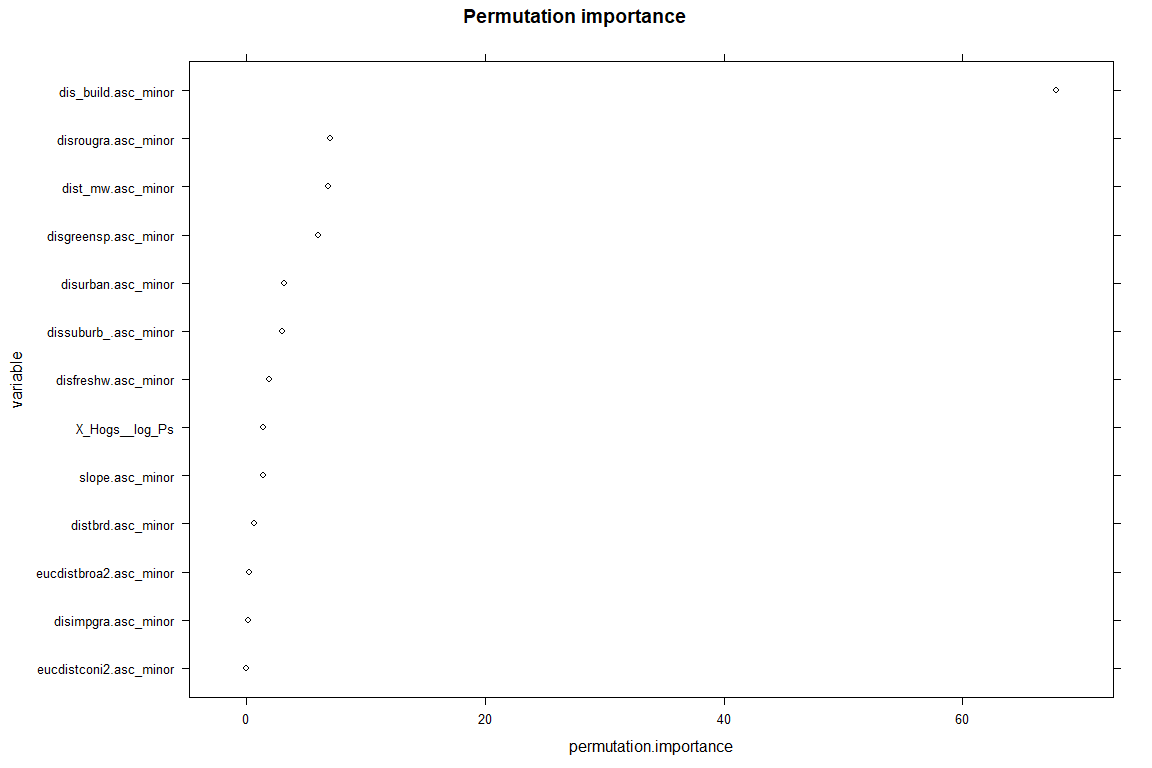 Permutation importance
dis_build.asc_minor
disrougra.asc_minor
dist_mw.asc_minor
disgreensp.asc_minor
disurban.asc_minor
dissuburb_.asc_minor
disfreshw.asc_minor
X_Hogs__log_Ps
slope.asc_minor
distbrd.asc_minor
eucdistbroa2.asc_minor
disimpgra.asc_minor
eucdistconi2.asc_minor
variable
0 20 40 60
permutation.importance